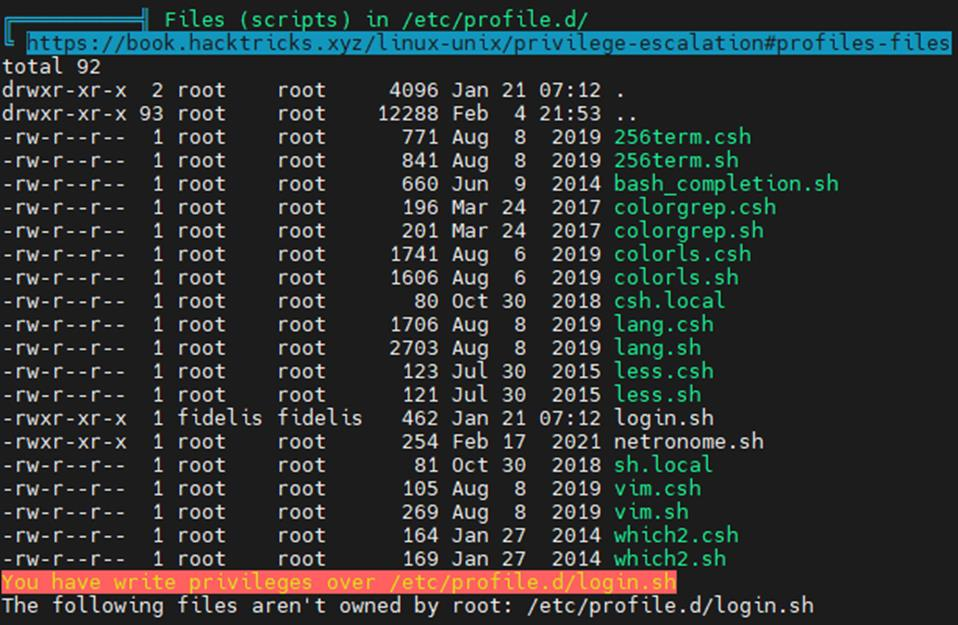 ╔══════════╣ Files (scripts) in /etc/profile.d/
╚ https://book.hacktricks.xyz/linux-unix/privilege-escalation#profiles-files
total 92
drwxr-xr-x  2 root    root     4096 Jan 21 07:12 .
drwxr-xr-x 93 root    root    12288 Feb  4 21:53 ..
-rw-r--r--  1 root    root      771 Aug  8  2019 256term.csh
-rw-r--r--  1 root    root      841 Aug  8  2019 256term.sh
-rw-r--r--  1 root    root      660 Jun  9  2014 bash_completion.sh
-rw-r--r--  1 root    root      196 Mar 24  2017 colorgrep.csh
-rw-r--r--  1 root    root      201 Mar 24  2017 colorgrep.sh
-rw-r--r--  1 root    root     1741 Aug  6  2019 colorls.csh
-rw-r--r--  1 root    root     1606 Aug  6  2019 colorls.sh
-rw-r--r--  1 root    root       80 Oct 30  2018 csh.local
-rw-r--r--  1 root    root     1706 Aug  8  2019 lang.csh
-rw-r--r--  1 root    root     2703 Aug  8  2019 lang.sh
-rw-r--r--  1 root    root      123 Jul 30  2015 less.csh
-rw-r--r--  1 root    root      121 Jul 30  2015 less.sh
-rwxr-xr-x  1 fidelis fidelis   462 Jan 21 07:12 login.sh
-rwxr-xr-x  1 root    root      254 Feb 17  2021 netronome.sh
-rw-r--r--  1 root    root       81 Oct 30  2018 sh.local
-rw-r--r--  1 root    root      105 Aug  8  2019 vim.csh
-rw-r--r--  1 root    root      269 Aug  8  2019 vim.sh
-rw-r--r--  1 root    root      164 Jan 27  2014 which2.csh
-rw-r--r--  1 root    root      169 Jan 27  2014 which2.sh
You have write privileges over /etc/profile.d/login.sh
The following files aren't owned by root: /etc/profile.d/login.sh